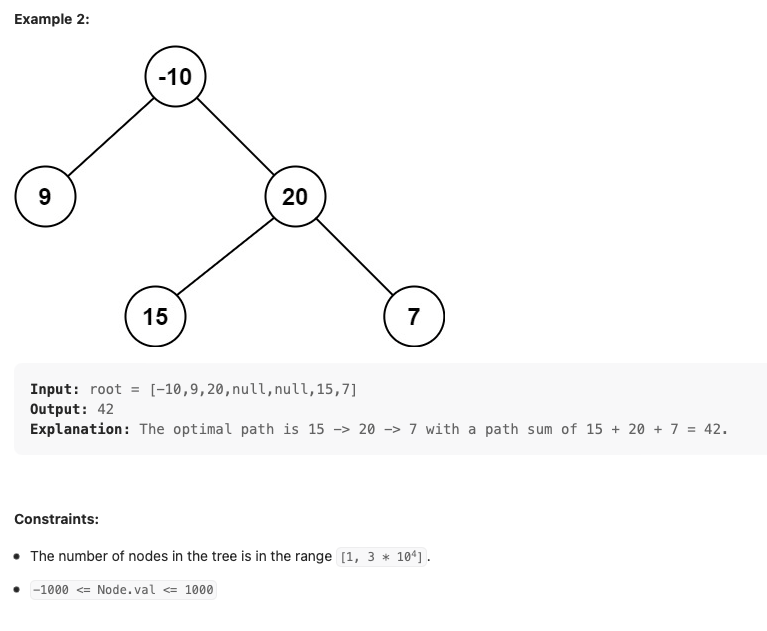 Example 2:
-10
9
20
15
7
Input: root = [-10,9,20,null,null,15,7]
Output: 42
Explanation: The optimal path is 15 -> 20 -> 7 with a path sum of 15 + 20 + 7 = 42.
Constraints:
• The number of nodes in the tree is in the range [1, 3 * 10⁴].
• -1000 <= Node.val <= 1000